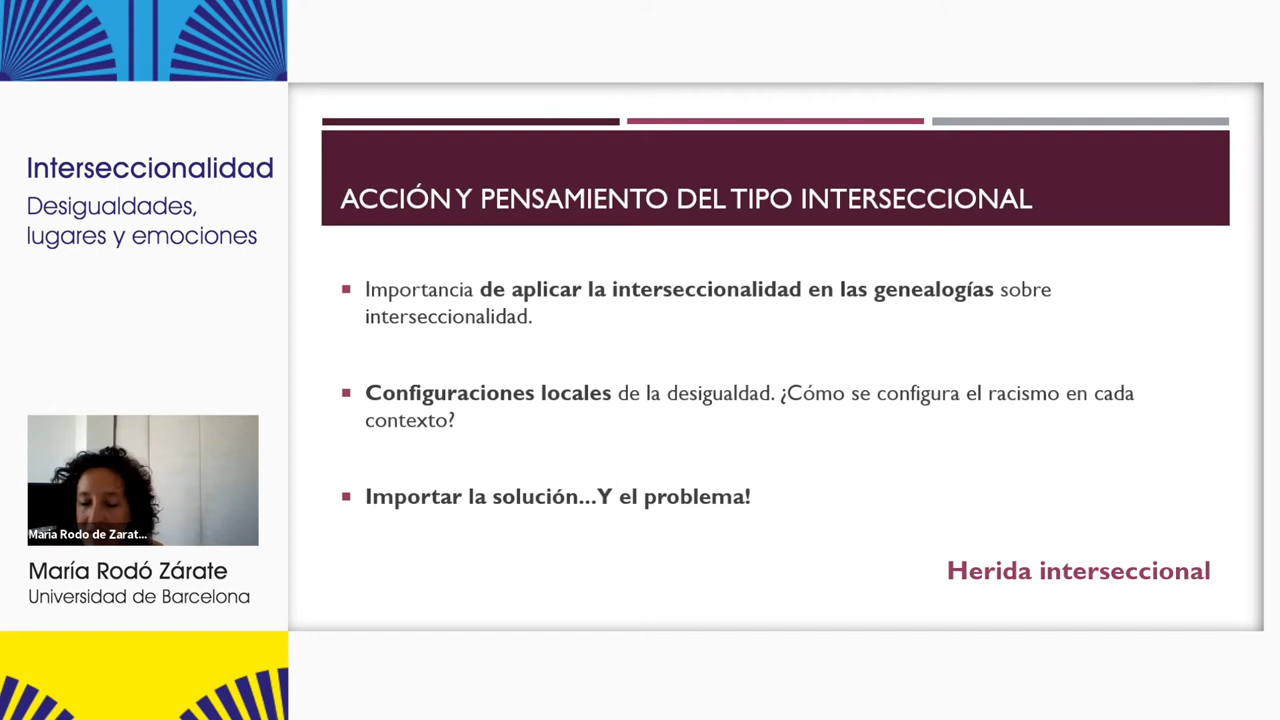 Interseccionalidad
Desigualdades,
lugares y emociones
María Rodo de Zarat...
María Rodó Zárate
Universidad de Barcelona
ACCIÓN Y PENSAMIENTO DEL TIPO INTERSECCIONAL
Importancia de aplicar la interseccionalidad en las genealogías sobre
interseccionalidad.
Configuraciones locales de la desigualdad. ¿Cómo se configura el racismo en cada
contexto?
Importar la solución...Y el problema!
Herida interseccional